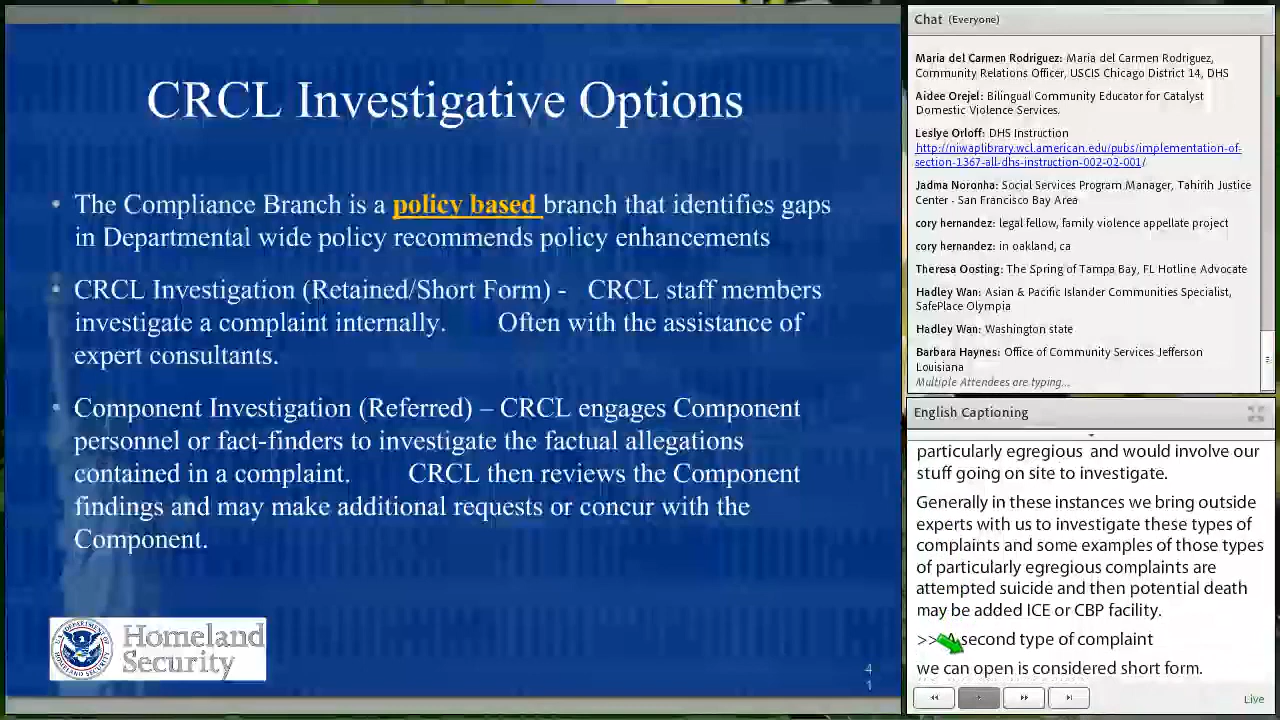 CRCL Investigative Options
• The Compliance Branch is a policy based branch that identifies gaps
in Departmental wide policy recommends policy enhancements
• CRCL Investigation (Retained/Short Form) - CRCL staff members
investigate a complaint internally. Often with the assistance of
expert consultants.
• Component Investigation (Referred) – CRCL engages Component
personnel or fact-finders to investigate the factual allegations
contained in a complaint. CRCL then reviews the Component
findings and may make additional requests or concur with the
Component.
Homeland
Security
4
1
Chat (Everyone)
Maria del Carmen Rodriguez: Maria del Carmen Rodriguez,
Community Relations Officer, USCIS Chicago District 14, DHS
Aidee Orejel: Bilingual Community Educator for Catalyst
Domestic Violence Services.
Leslye Orloff: DHS Instruction
http://niwaplibrary.wcl.american.edu/pubs/implementation-of-
section-1367-all-dhs-instruction-002-02-001/
Jadma Noronha: Social Services Program Manager, Tahirih Justice
Center - San Francisco Bay Area
cory hernandez: legal fellow, family violence appellate project
cory hernandez: in oakland, ca
Theresa Oosting: The Spring of Tampa Bay, FL Hotline Advocate
Hadley Wan: Asian & Pacific Islander Communities Specialist,
SafePlace Olympia
Hadley Wan: Washington state
Barbara Haynes: Office of Community Services Jefferson
Louisiana
Multiple Attendees are typing...
English Captioning
particularly egregious and would involve our
stuff going on site to investigate.
Generally in these instances we bring outside
experts with us to investigate these types of
complaints and some examples of those types
of particularly egregious complaints are
attempted suicide and then potential death
may be added ICE or CBP facility.
>> A second type of complaint
we can open is considered short form.
Live